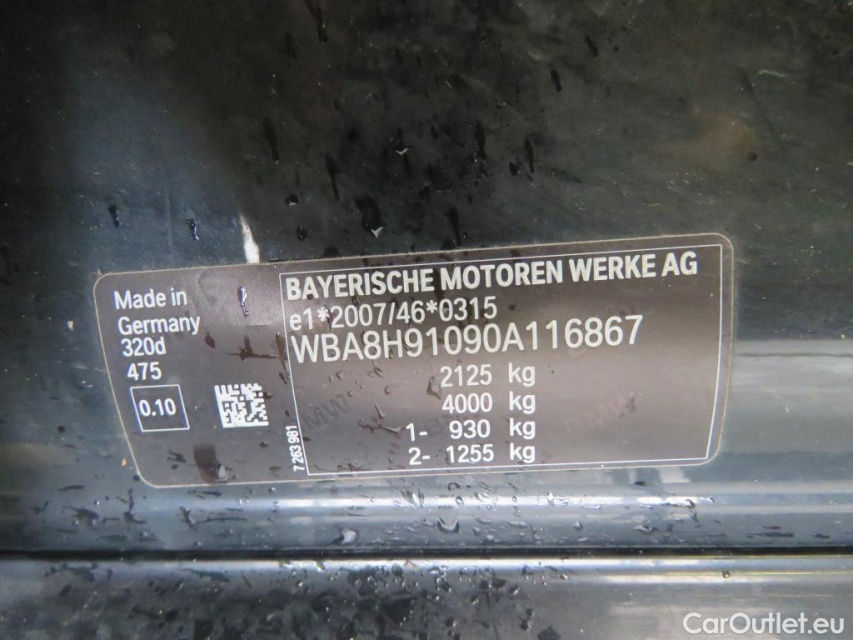 Made in
Germany
320d
475
0.10
7 263 981
BAYERISCHE MOTOREN WERKE AG
e1*2007/46*0315
WBA8H91090A116867
2125 kg
4000 kg
1- 930 kg
2- 1255 kg
CarOutlet.eu